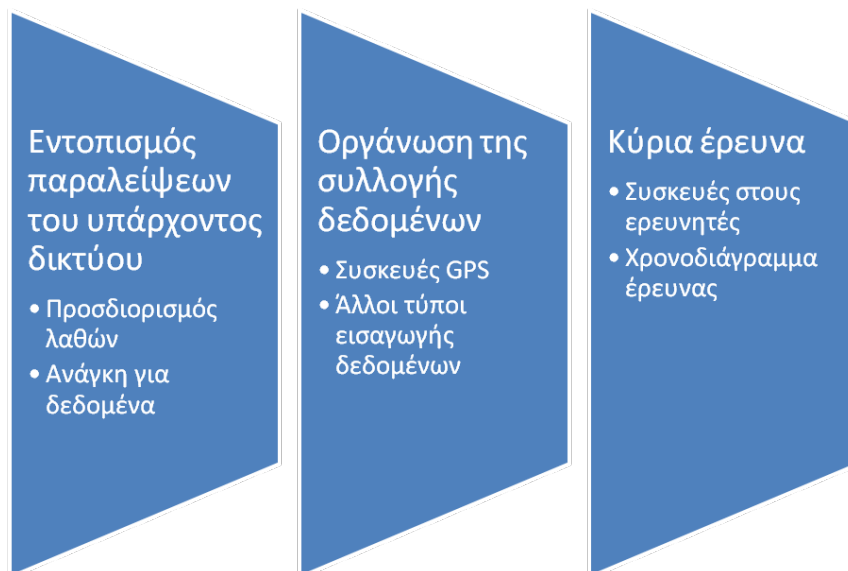 Εντοπισμός
παραλείψεων
του υπάρχοντος
δικτύου
• Προσδιορισμός
λαθών
• Ανάγκη για
δεδομένα
Οργάνωση της
συλλογής
δεδομένων
• Συσκευές GPS
• Άλλοι τύποι
εισαγωγής
δεδομένων
Κύρια έρευνα
• Συσκευές στους
ερευνητές
• Χρονοδιάγραμμα
έρευνας